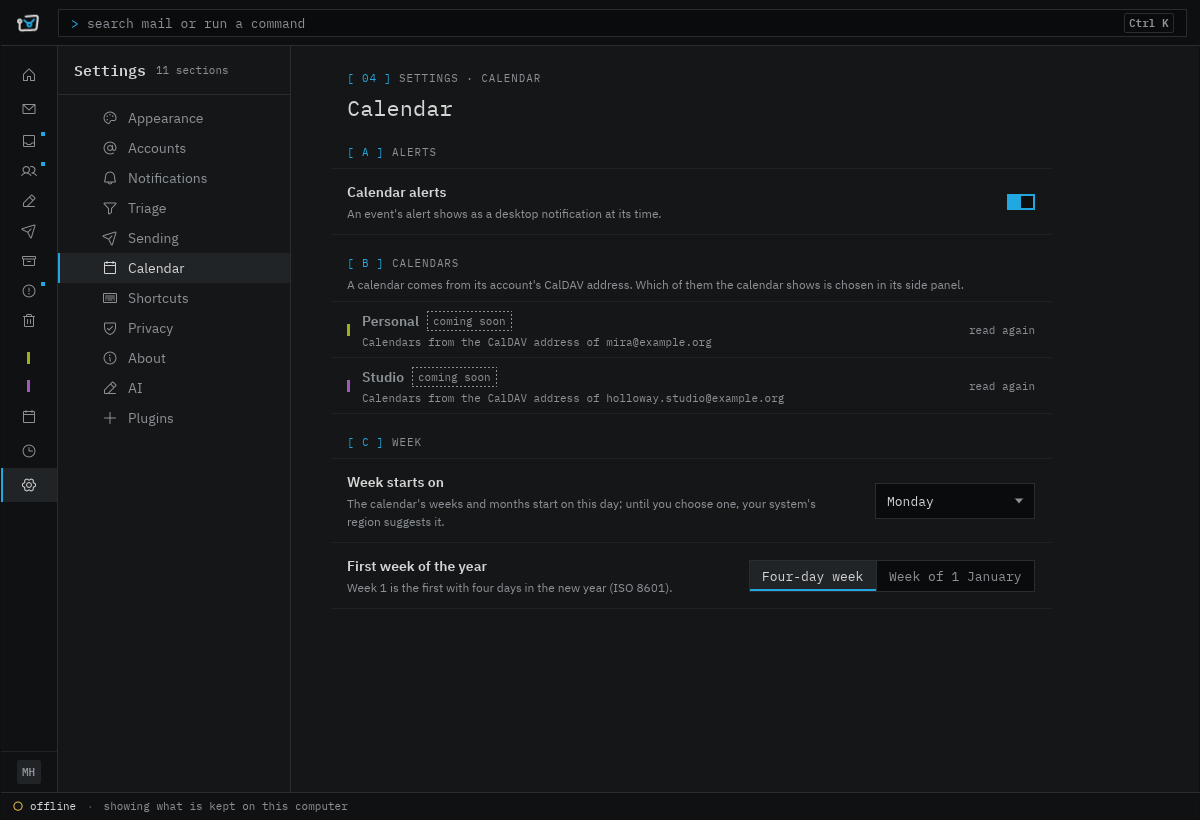 > search mail or run a command
Ctrl K
Settings 11 sections
Appearance
Accounts
Notifications
Triage
Sending
Calendar
Shortcuts
Privacy
About
AI
Plugins
MH
[ 04 ] SETTINGS · CALENDAR
Calendar
[ A ] ALERTS
Calendar alerts
An event's alert shows as a desktop notification at its time.
[ B ] CALENDARS
A calendar comes from its account's CalDAV address. Which of them the calendar shows is chosen in its side panel.
Personal coming soon
Calendars from the CalDAV address of mira@example.org
read again
Studio coming soon
Calendars from the CalDAV address of holloway.studio@example.org
read again
[ C ] WEEK
Week starts on
The calendar's weeks and months start on this day; until you choose one, your system's
region suggests it.
Monday
First week of the year
Week 1 is the first with four days in the new year (ISO 8601).
Four-day week
Week of 1 January
offline · showing what is kept on this computer